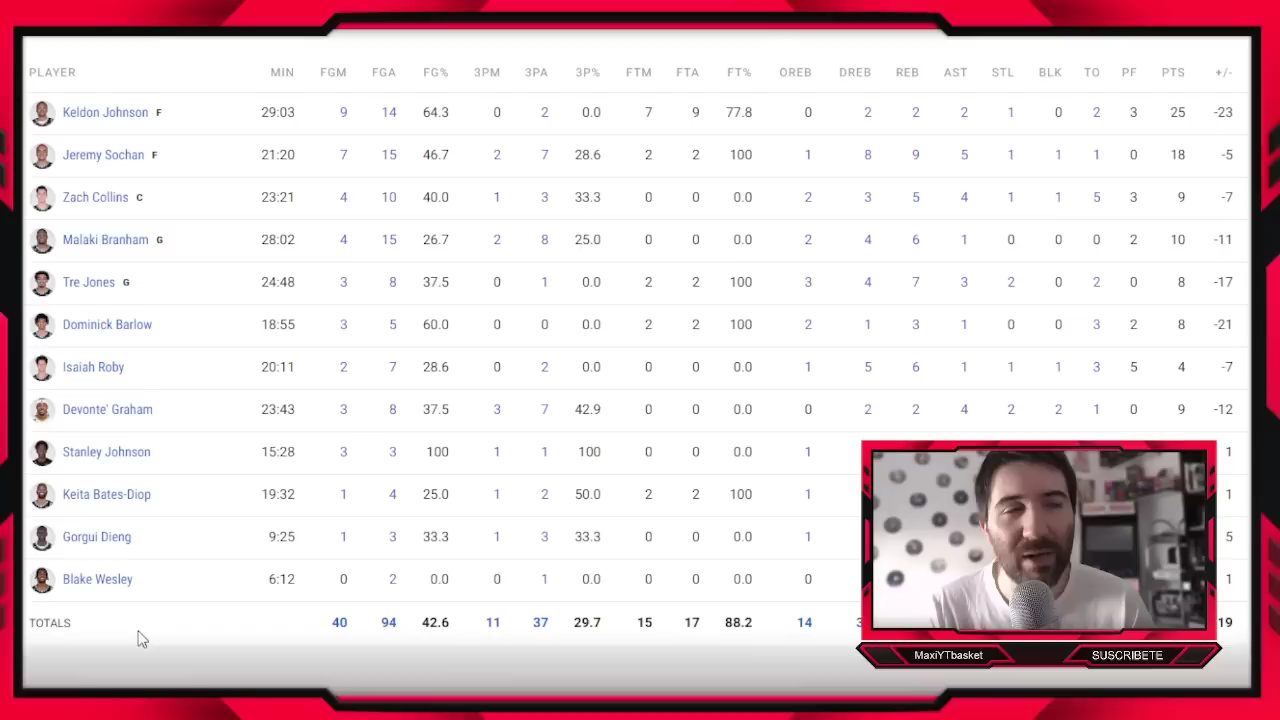 PLAYER MIN FGM FGA FG% 3PM 3PA 3P% FTM FTA FT% OREB DREB REB AST STL BLK TO PF PTS +/-
Keldon Johnson F 29:03 9 14 64.3 0 2 0.0 7 9 77.8 0 2 2 2 1 0 2 3 25 -23
Jeremy Sochan F 21:20 7 15 46.7 2 7 28.6 2 2 100 1 8 9 5 1 1 1 0 18 -5
Zach Collins C 23:21 4 10 40.0 1 3 33.3 0 0 0.0 2 3 5 4 1 1 5 3 9 -7
Malaki Branham G 28:02 4 15 26.7 2 8 25.0 0 0 0.0 2 4 6 1 0 0 0 2 10 -11
Tre Jones G 24:48 3 8 37.5 0 1 0.0 2 2 100 3 4 7 3 2 0 2 0 8 -17
Dominick Barlow 18:55 3 5 60.0 0 0 0.0 2 2 100 2 1 3 1 0 0 3 2 8 -21
Isaiah Roby 20:11 2 7 28.6 0 2 0.0 0 0 0.0 1 5 6 1 1 1 3 5 4 -7
Devonte' Graham 23:43 3 8 37.5 3 7 42.9 0 0 0.0 0 2 2 4 2 2 1 0 9 -12
Stanley Johnson 15:28 3 3 100 1 1 100 0 0 0.0 1 1
Keita Bates-Diop 19:32 1 4 25.0 1 2 50.0 2 2 100 1 1
Gorgui Dieng 9:25 1 3 33.3 1 3 33.3 0 0 0.0 1 5
Blake Wesley 6:12 0 2 0.0 0 1 0.0 0 0 0.0 0 1
TOTALS 40 94 42.6 11 37 29.7 15 17 88.2 14 19
MaxiYTbasket SUSCRIBETE